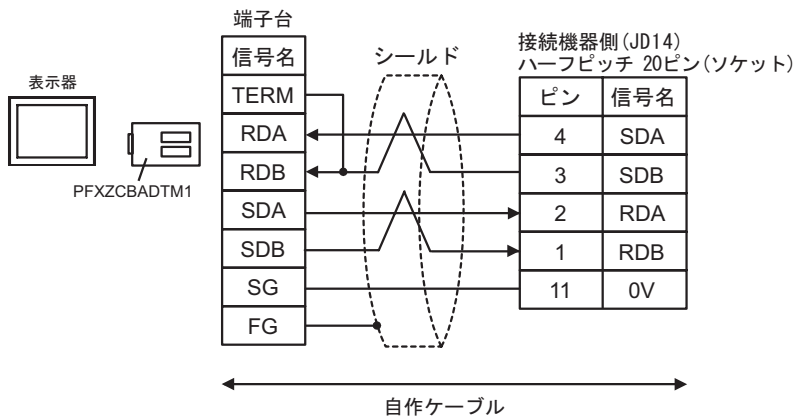 端子台
信号名
TERM
RDA
RDB
SDA
SDB
SG
FG
シールド
接続機器側(JD14)
ハーフピッチ 20ピン(ソケット)
ピン 信号名
4 SDA
3 SDB
2 RDA
1 RDB
11 0V
表示器
PFXZCBADTM1
自作ケーブル